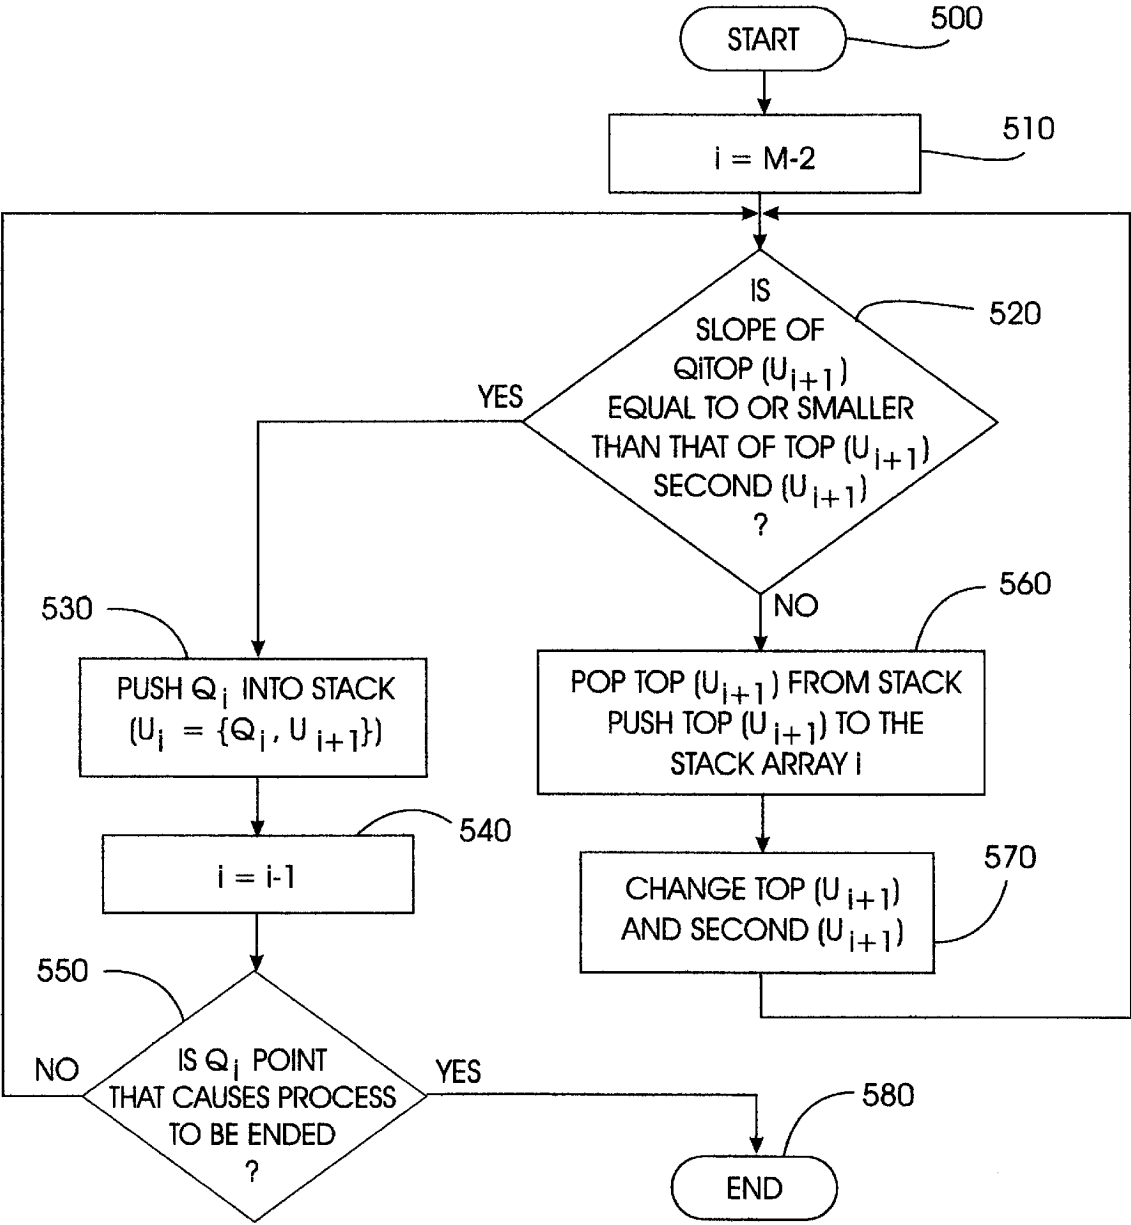 START
500
i = M-2
510
IS
SLOPE OF
QiTOP (U i+1)
EQUAL TO OR SMALLER
THAN THAT OF TOP (U i+1)
SECOND (U i+1)
?
520
YES
NO
530
PUSH Q i INTO STACK
(U i = {Q i , U i+1})
560
POP TOP (U i+1) FROM STACK
PUSH TOP (U i+1) TO THE
STACK ARRAY i
540
i = i-1
570
CHANGE TOP (U i+1)
AND SECOND (U i+1)
550
IS Q i POINT
THAT CAUSES PROCESS
TO BE ENDED
?
NO
YES
580
END